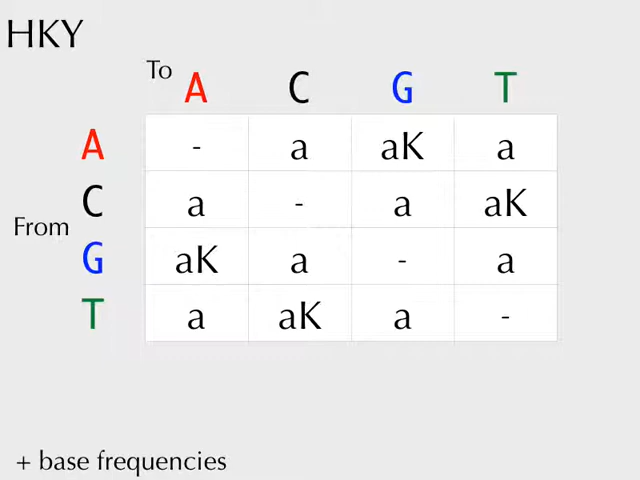 HKY
To
A C G T
A - a aK a
C a - a aK
From
G aK a - a
T a aK a -
+ base frequencies